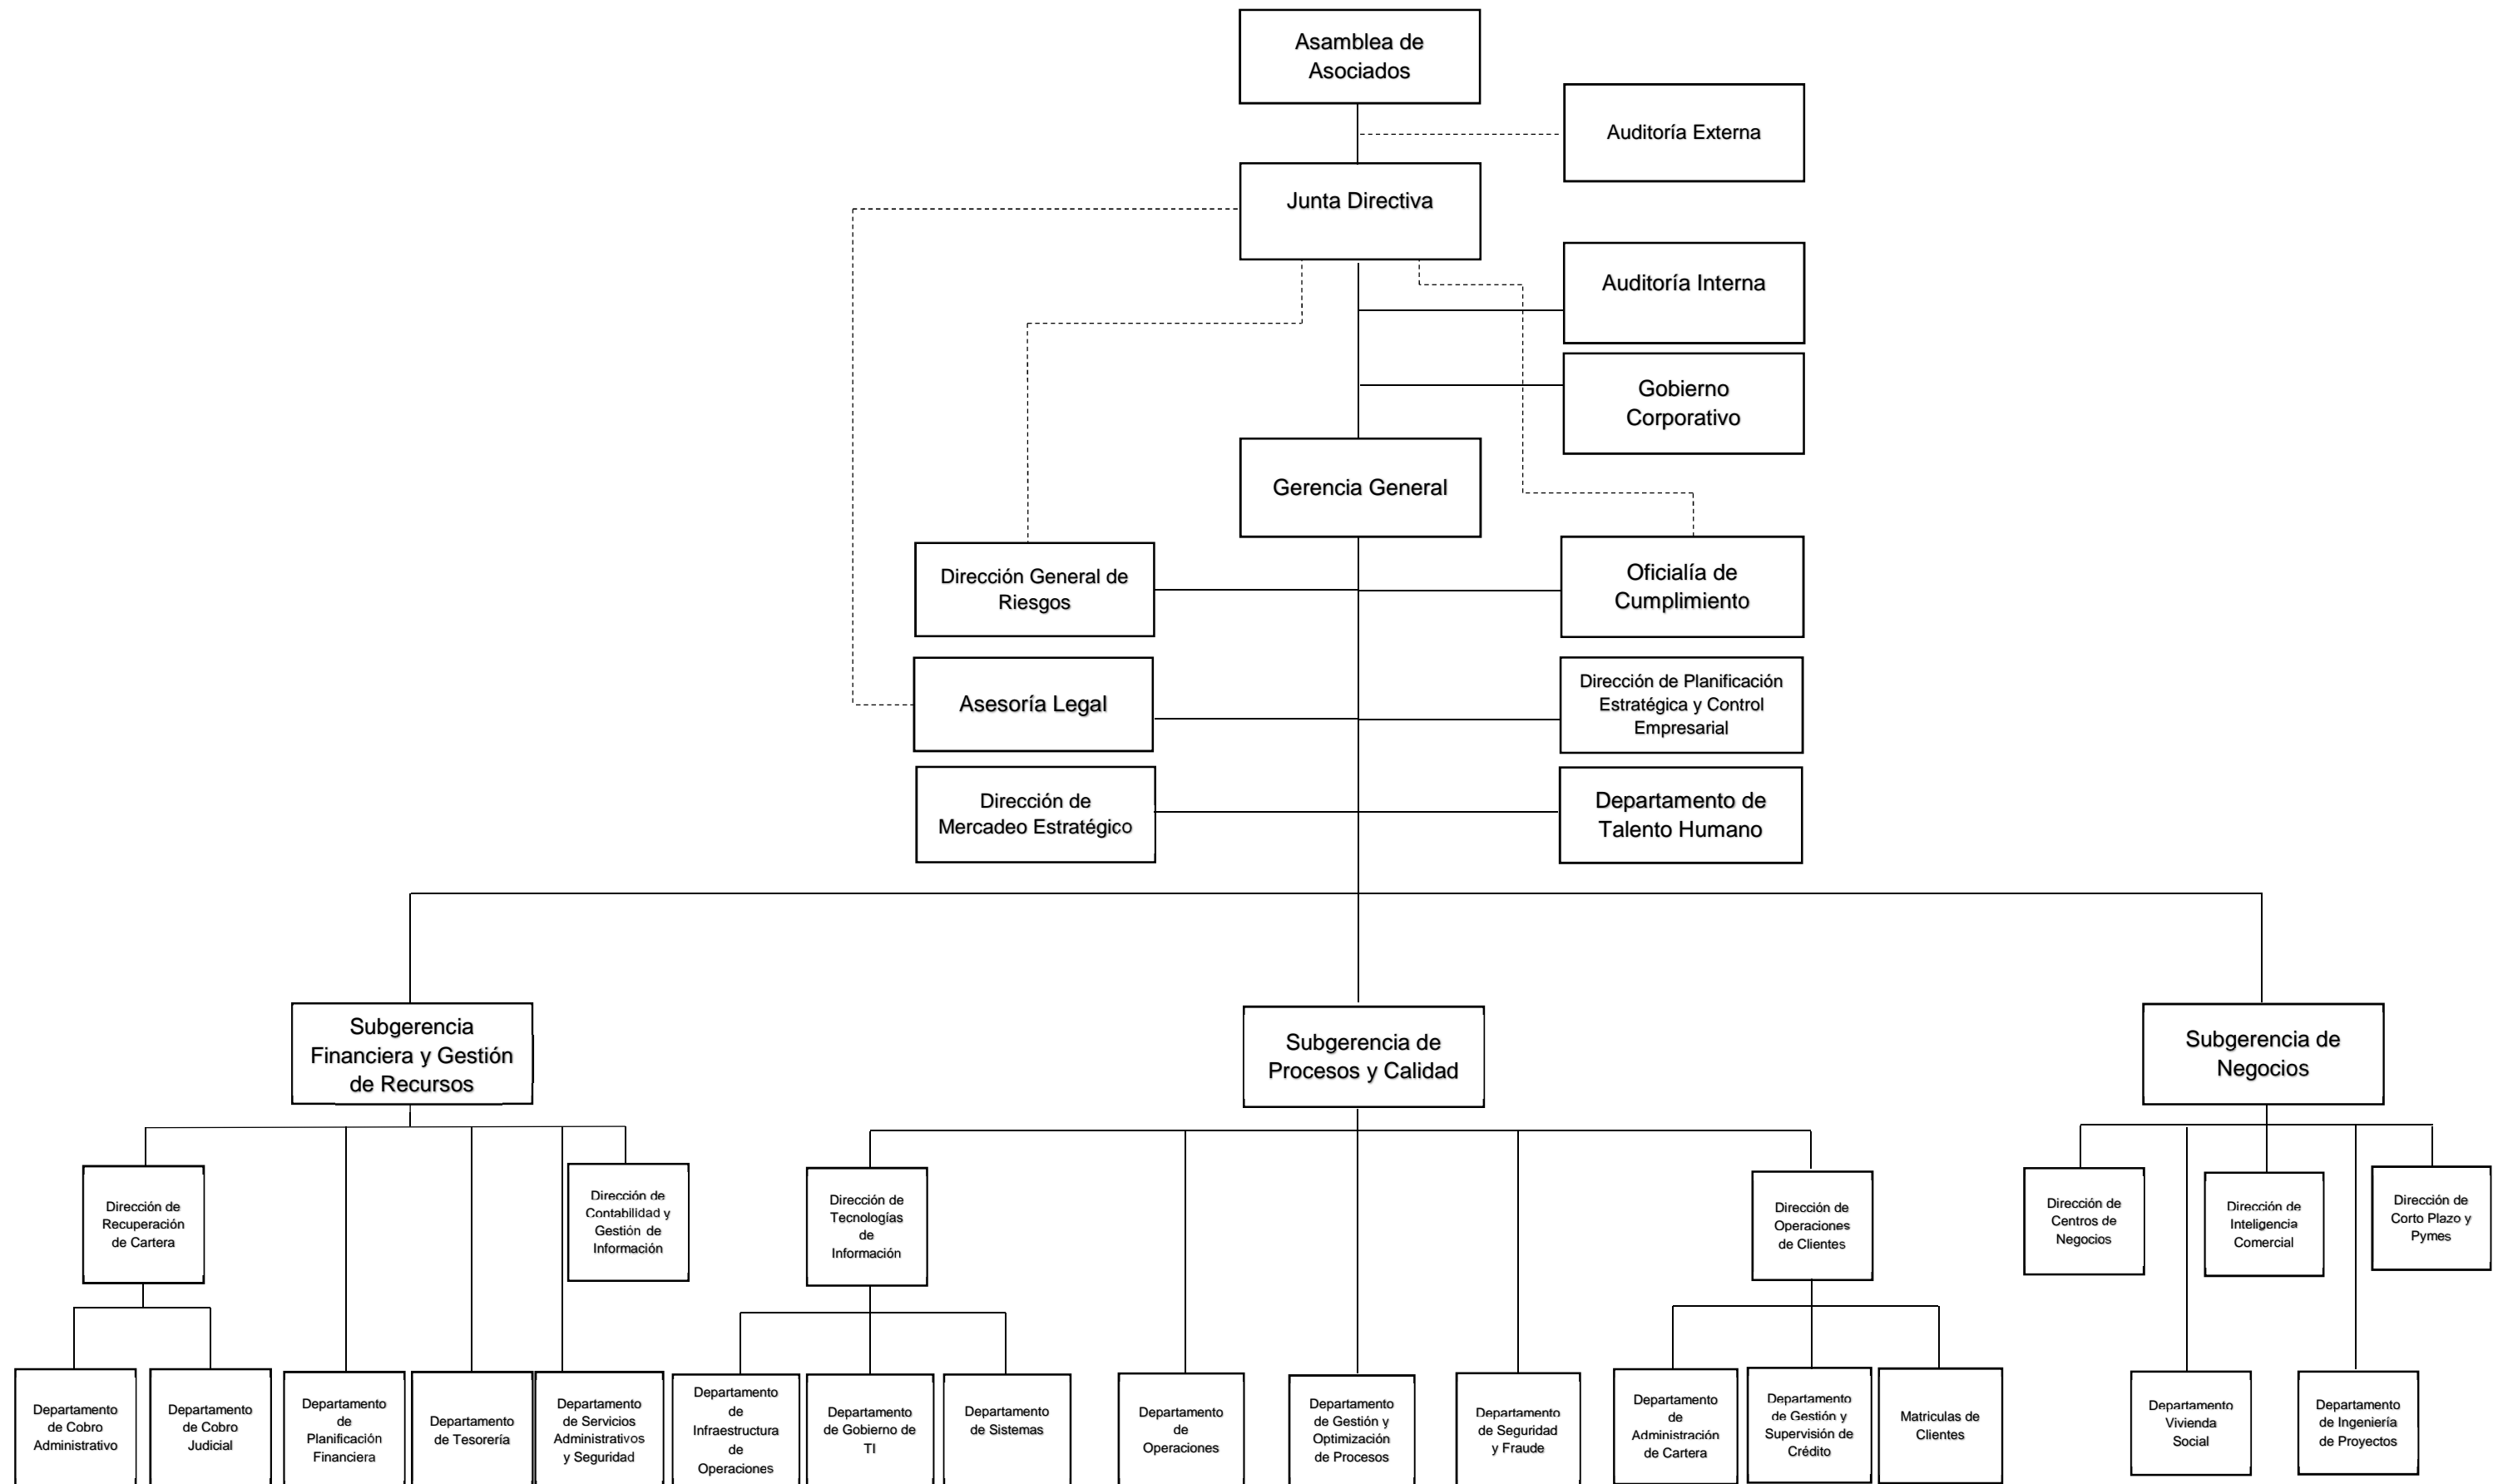 Asamblea de
Asociados
Auditoría Externa
Junta Directiva
Auditoría Interna
Gobierno
Corporativo
Gerencia General
Dirección General de
Riesgos
Oficialía de
Cumplimiento
Asesoría Legal
Dirección de Planificación
Estratégica y Control
Empresarial
Dirección de
Mercadeo Estratégico
Departamento de
Talento Humano
Subgerencia
Financiera y Gestión
de Recursos
Subgerencia de
Procesos y Calidad
Subgerencia de
Negocios
Dirección de
Recuperación
de Cartera
Dirección de
Contabilidad y
Gestión de
Información
Dirección de
Tecnologías
de
Información
Dirección de
Operaciones
de Clientes
Dirección de
Centros de
Negocios
Dirección de
Inteligencia
Comercial
Dirección de
Corto Plazo y
Pymes
Departamento
de Cobro
Administrativo
Departamento
de Cobro
Judicial
Departamento
de
Planificación
Financiera
Departamento
de Tesorería
Departamento
de Servicios
Administrativos
y Seguridad
Departamento
de
Infraestructura
de
Operaciones
Departamento
de Gobierno de
TI
Departamento
de Sistemas
Departamento
de
Operaciones
Departamento
de Gestión y
Optimización
de Procesos
Departamento
de Seguridad
y Fraude
Departamento
de
Administración
de Cartera
Departamento
de Gestión y
Supervisión de
Crédito
Matriculas de
Clientes
Departamento
Vivienda
Social
Departamento
de Ingeniería
de Proyectos